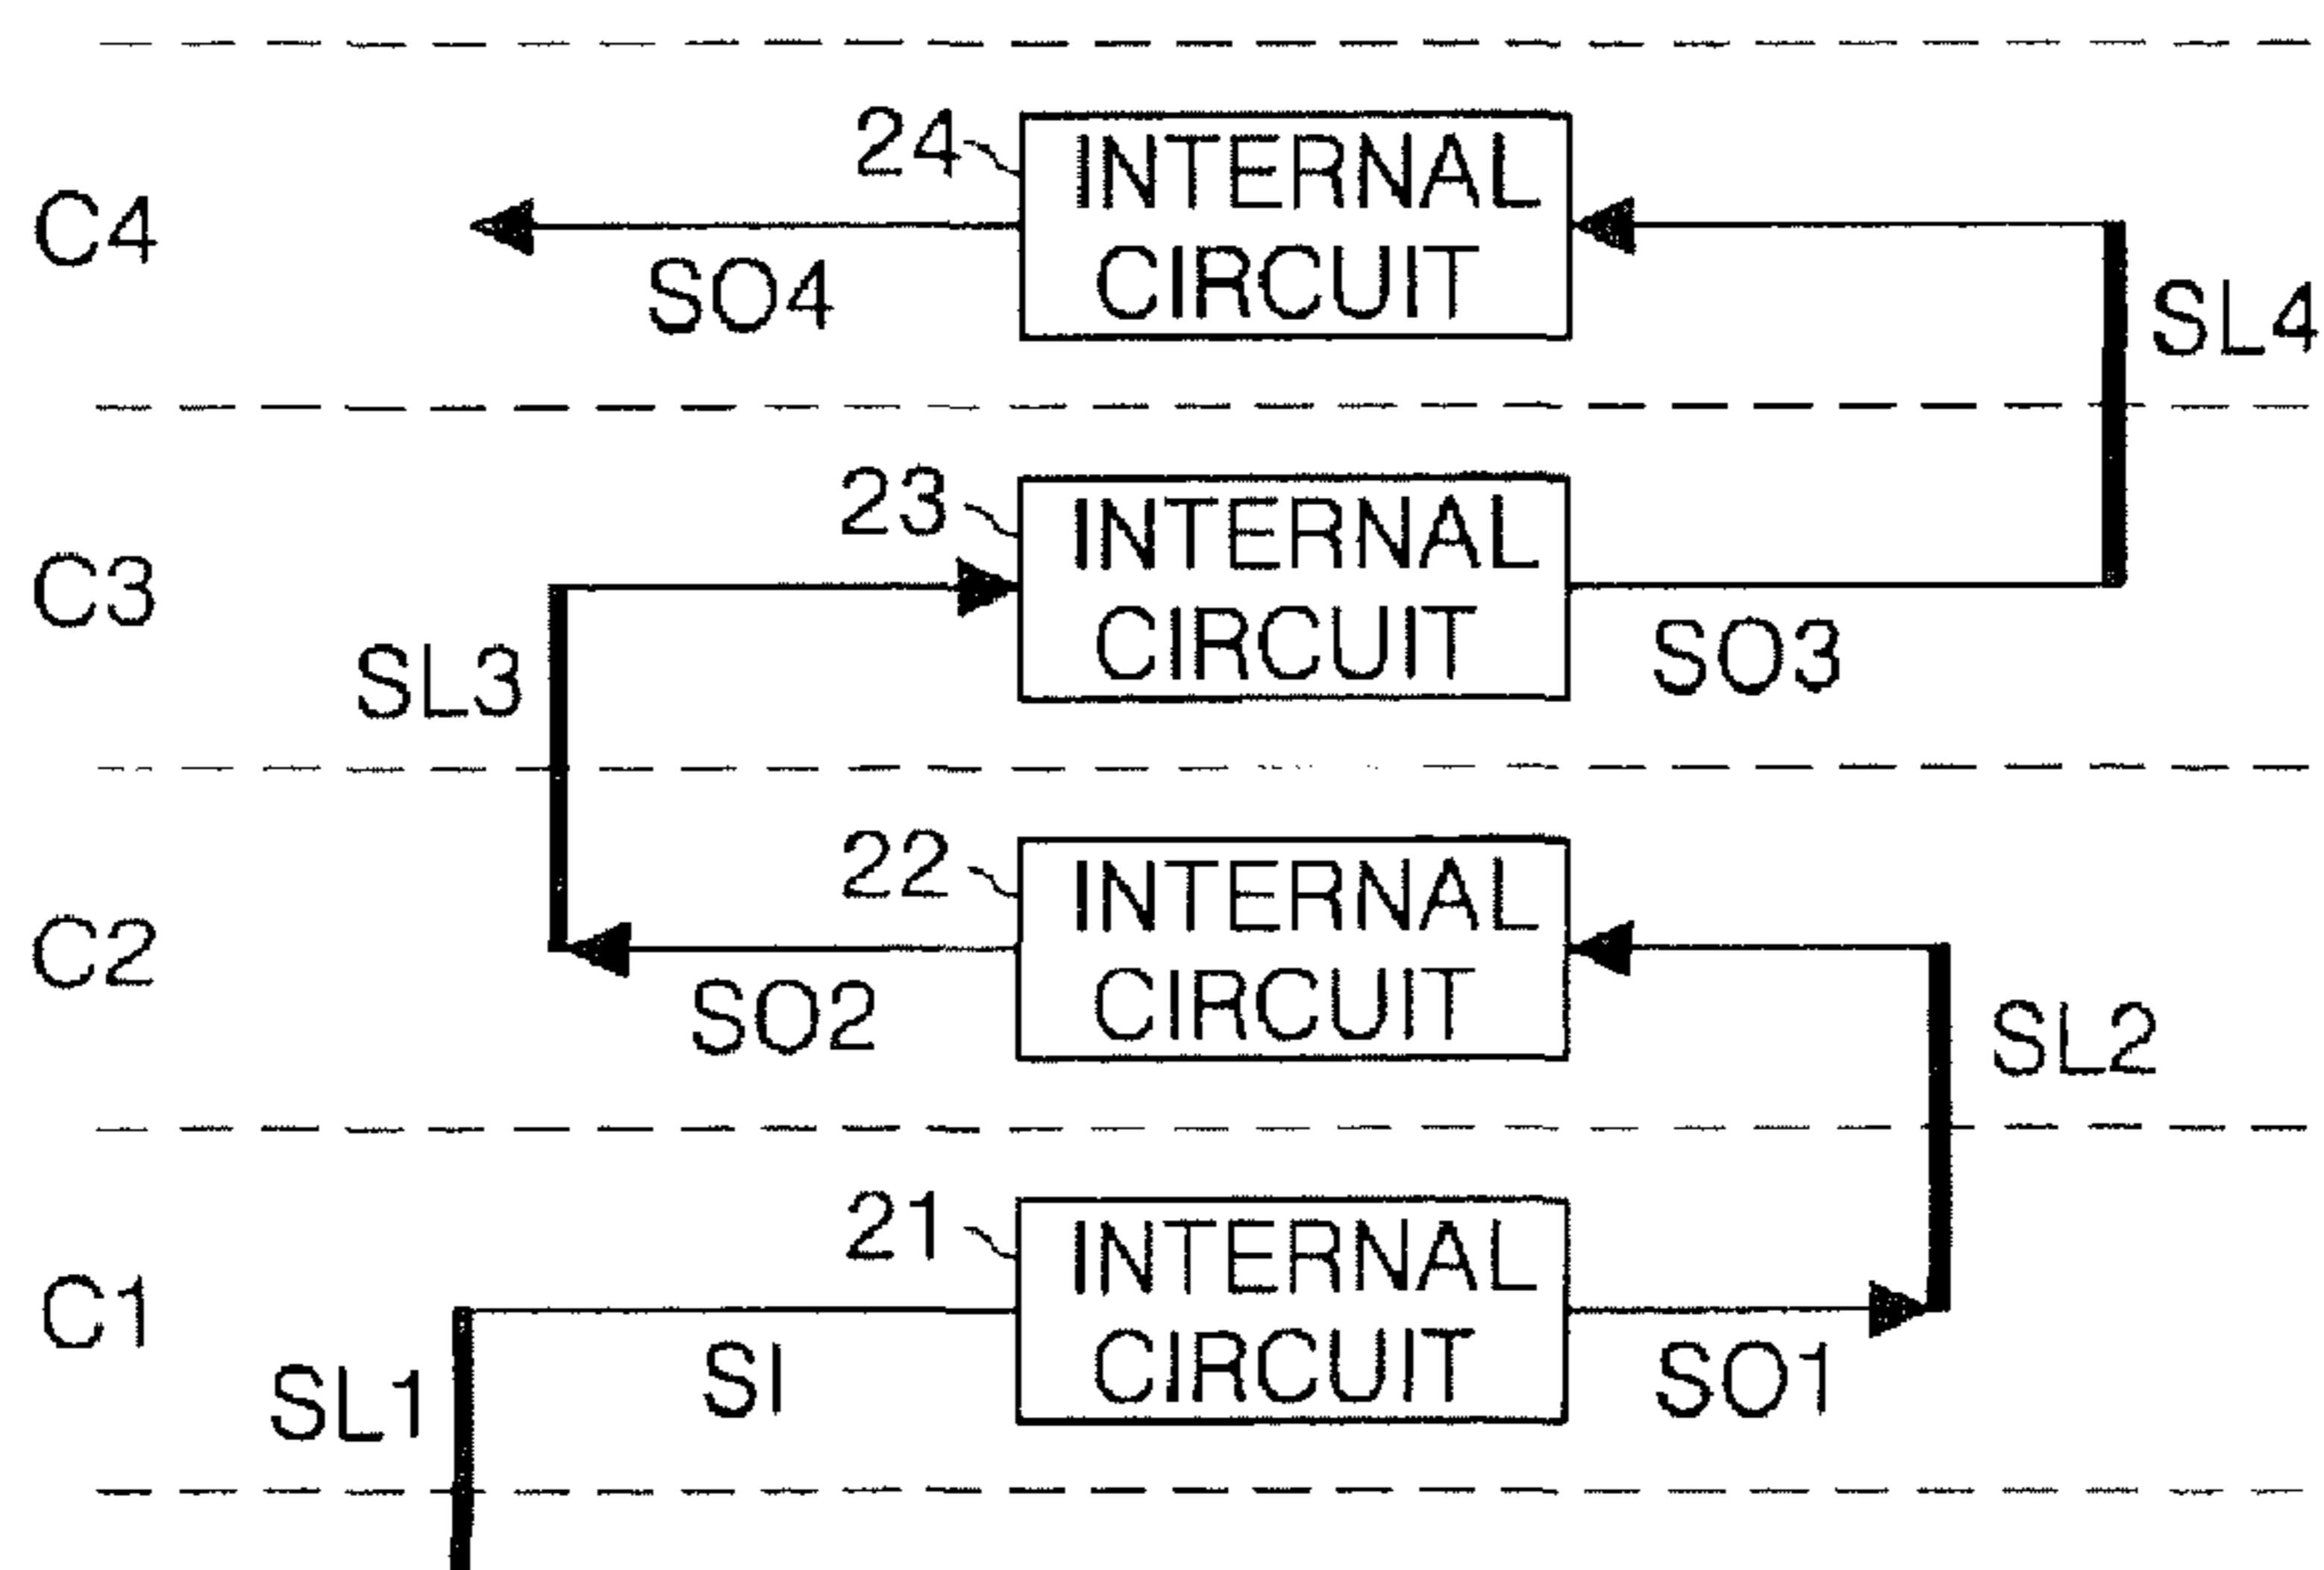 24
INTERNAL
CIRCUIT
C4
SO4
SL4
23
INTERNAL
CIRCUIT
C3
SL3
SO3
22
INTERNAL
CIRCUIT
C2
SO2
SL2
21
INTERNAL
CIRCUIT
C1
SL1
SI
SO1